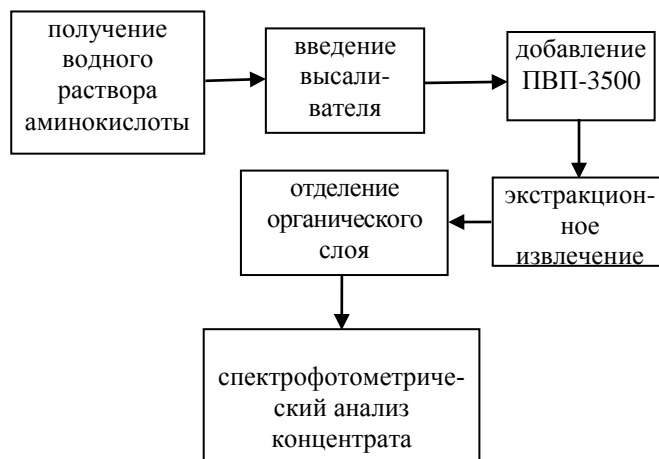 получение
водного
раствора
аминокислоты
введение
высали-
вателя
добавление
ПВП-3500
экстракцион-
ное
извлечение
отделение
органического
слоя
спектрофотометриче-
ский анализ
концентрата